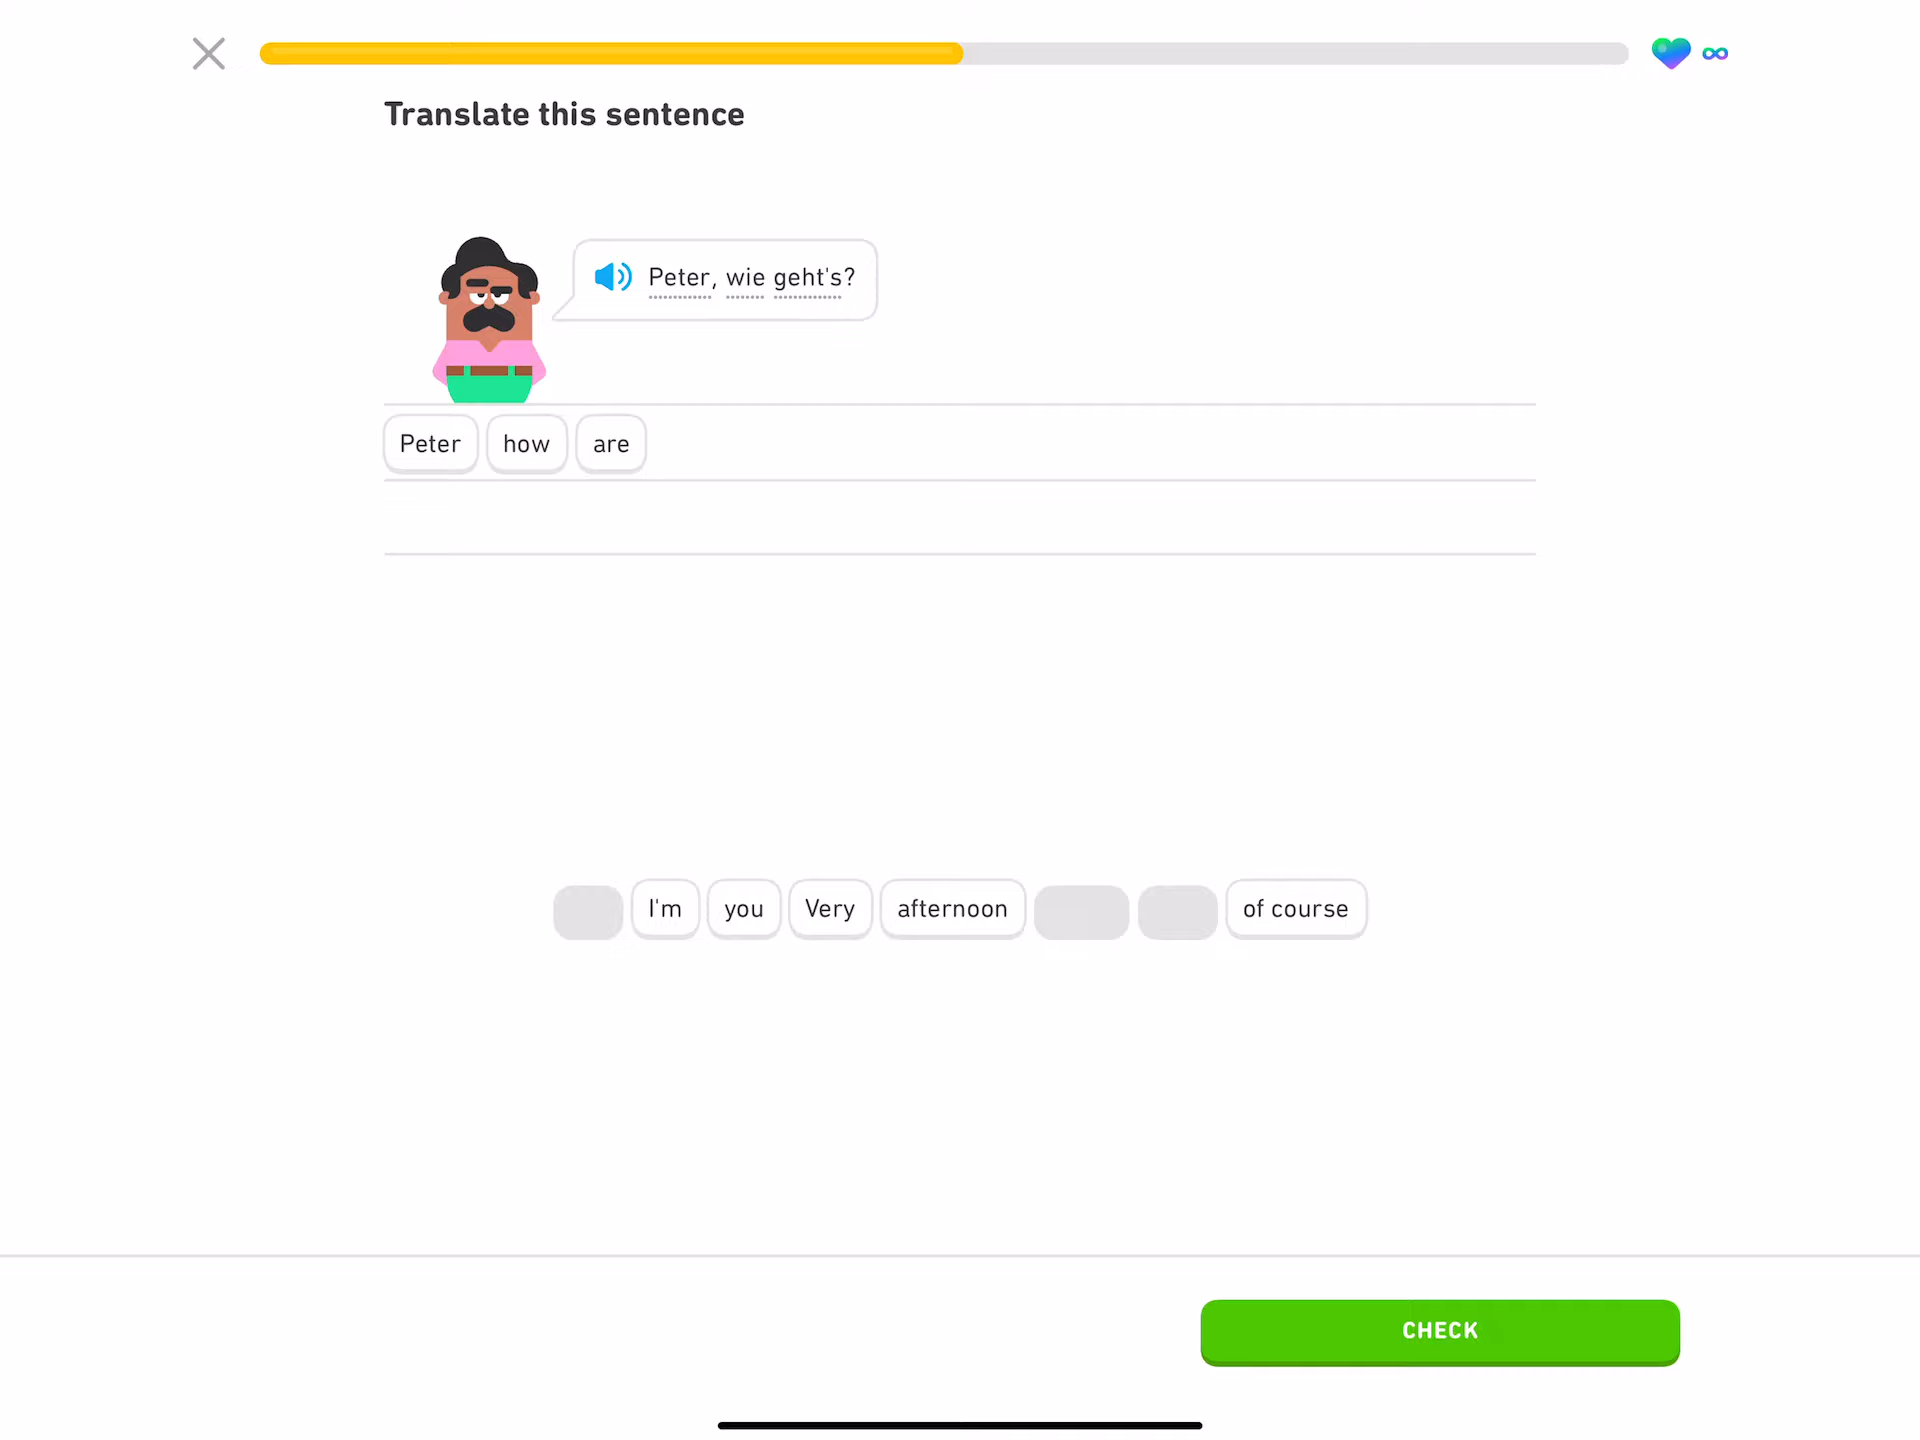 Translate this sentence
Peter, wie geht's?
Peter how are
I'm you Very afternoon of course
CHECK